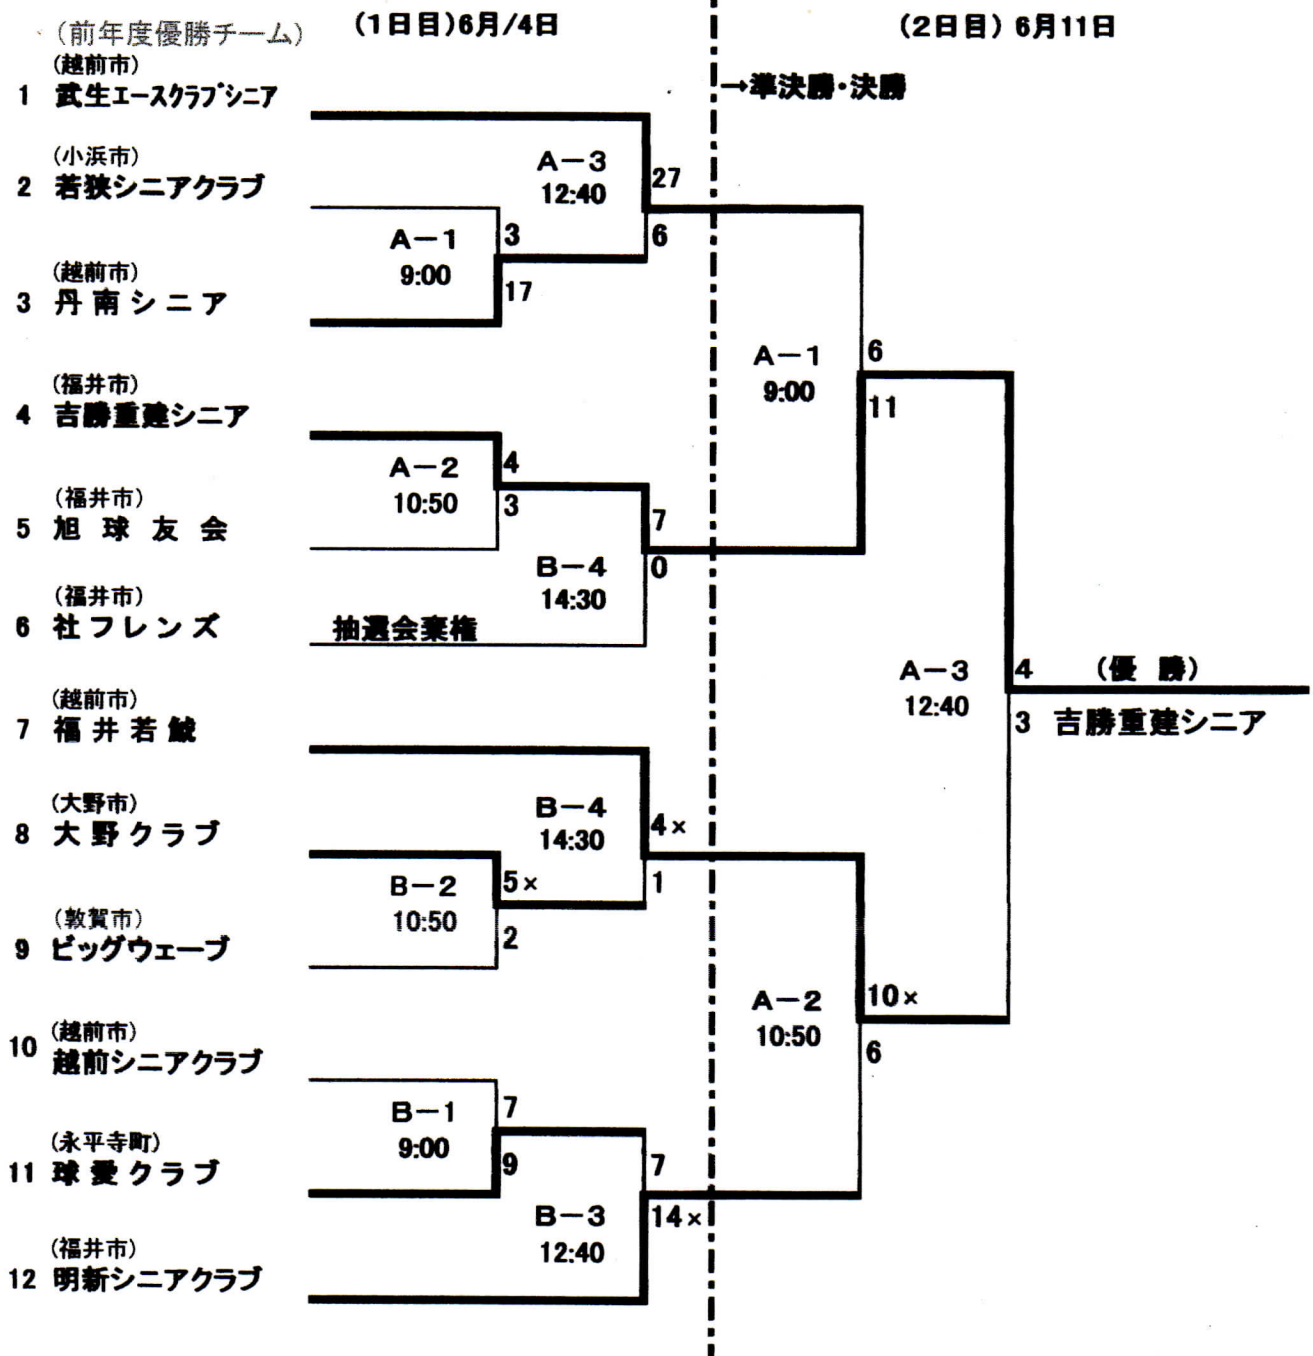 (前年度優勝チーム)
(1日目)6月/4日
(2日目) 6月11日
→準決勝・決勝
(越前市)
1 武生エースクラブシニア
(小浜市)
2 若狭シニアクラブ
(越前市)
3 丹南シニア
(福井市)
4 吉勝重建シニア
(福井市)
5 旭球友会
(福井市)
6 社フレンズ
抽選会棄権
(越前市)
7 福井若鯱
(大野市)
8 大野クラブ
(敦賀市)
9 ビッグウェーブ
(越前市)
10 越前シニアクラブ
(永平寺町)
11 球愛クラブ
(福井市)
12 明新シニアクラブ
A-3
12:40
27
6
A-1
9:00
3
17
A-2
10:50
4
3
B-4
14:30
7
0
B-4
14:30
4×
1
B-2
10:50
5×
2
B-1
9:00
7
9
B-3
12:40
7
14×
A-1
9:00
6
11
A-2
10:50
10×
6
A-3
12:40
4
3
(優 勝)
吉勝重建シニア